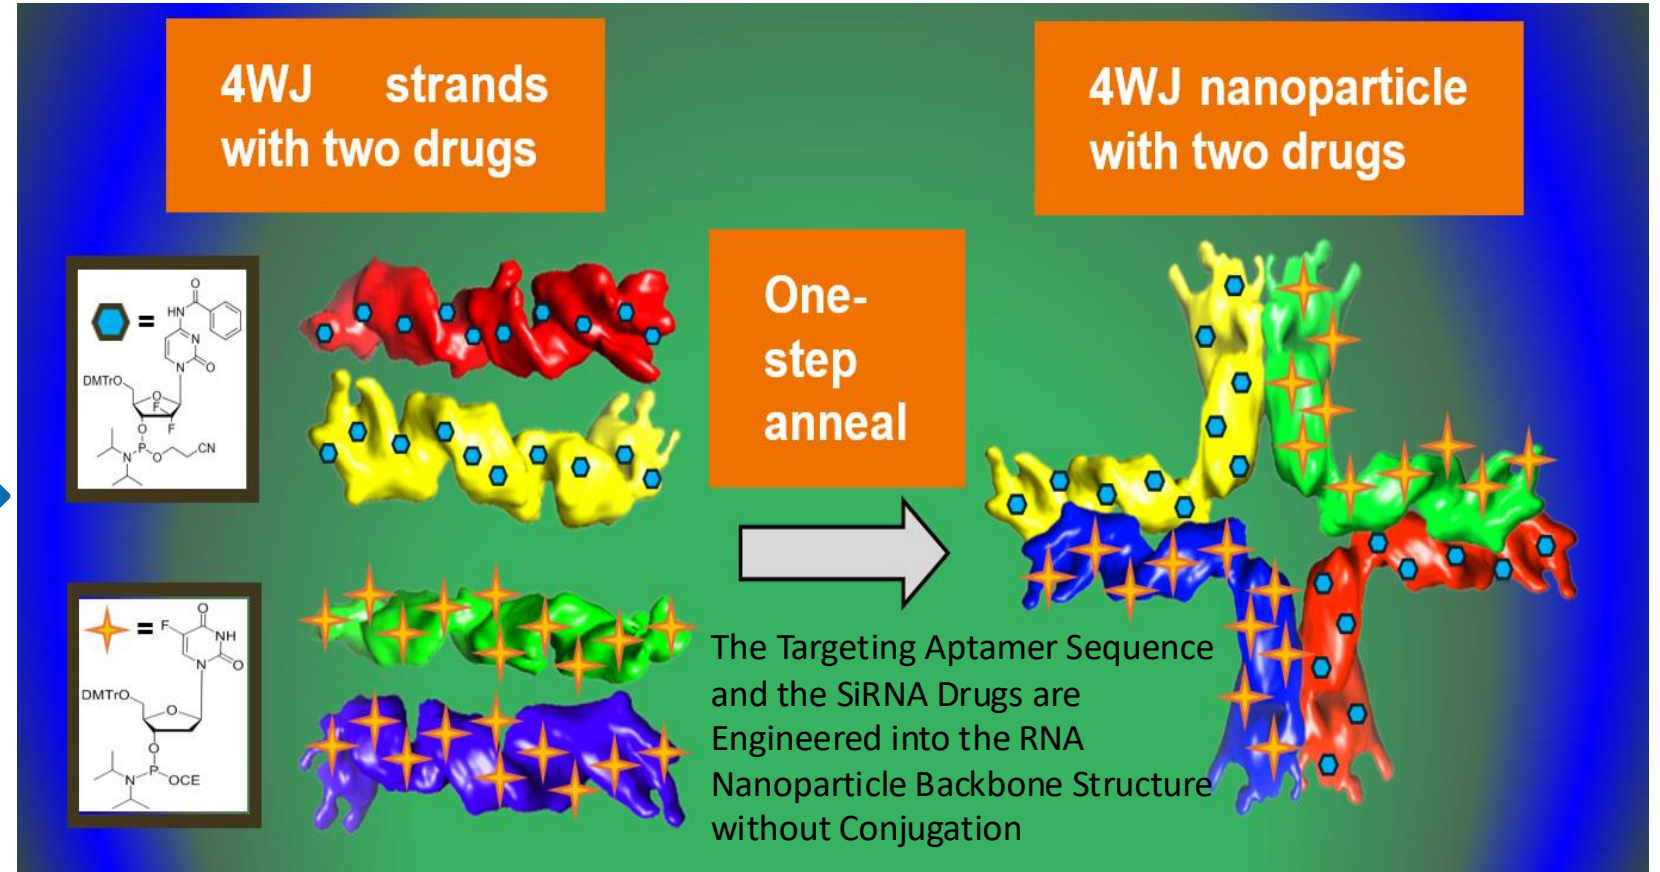 4WJ strands
with two drugs
4WJ nanoparticle
with two drugs
One-
step
anneal
=
O
HN
N
N
O
DMTrO
O
F
F
O
P
N
O
CN
=
F
O
NH
N
O
DMTrO
O
O
P
N
OCE
The Targeting Aptamer Sequence
and the SiRNA Drugs are
Engineered into the RNA
Nanoparticle Backbone Structure
without Conjugation